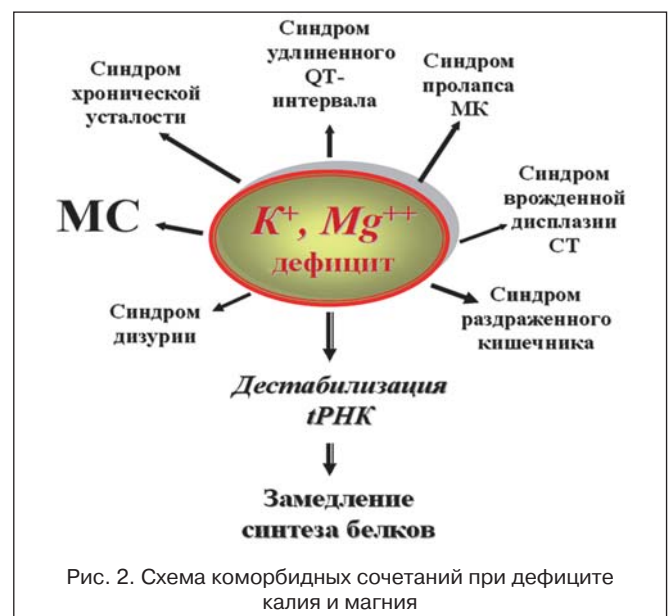 Синдром
удлиненного
QT-
интервала
Синдром
хронической
усталости
Синдром
пролапса
МК
МС
K⁺, Mg⁺⁺
дефицит
Синдром
врожденной
дисплазии
СТ
Синдром
дизурии
Синдром
раздраженного
кишечника
Дестабилизация
tРНК
Замедление
синтеза белков
Рис. 2. Схема коморбидных сочетаний при дефиците
калия и магния